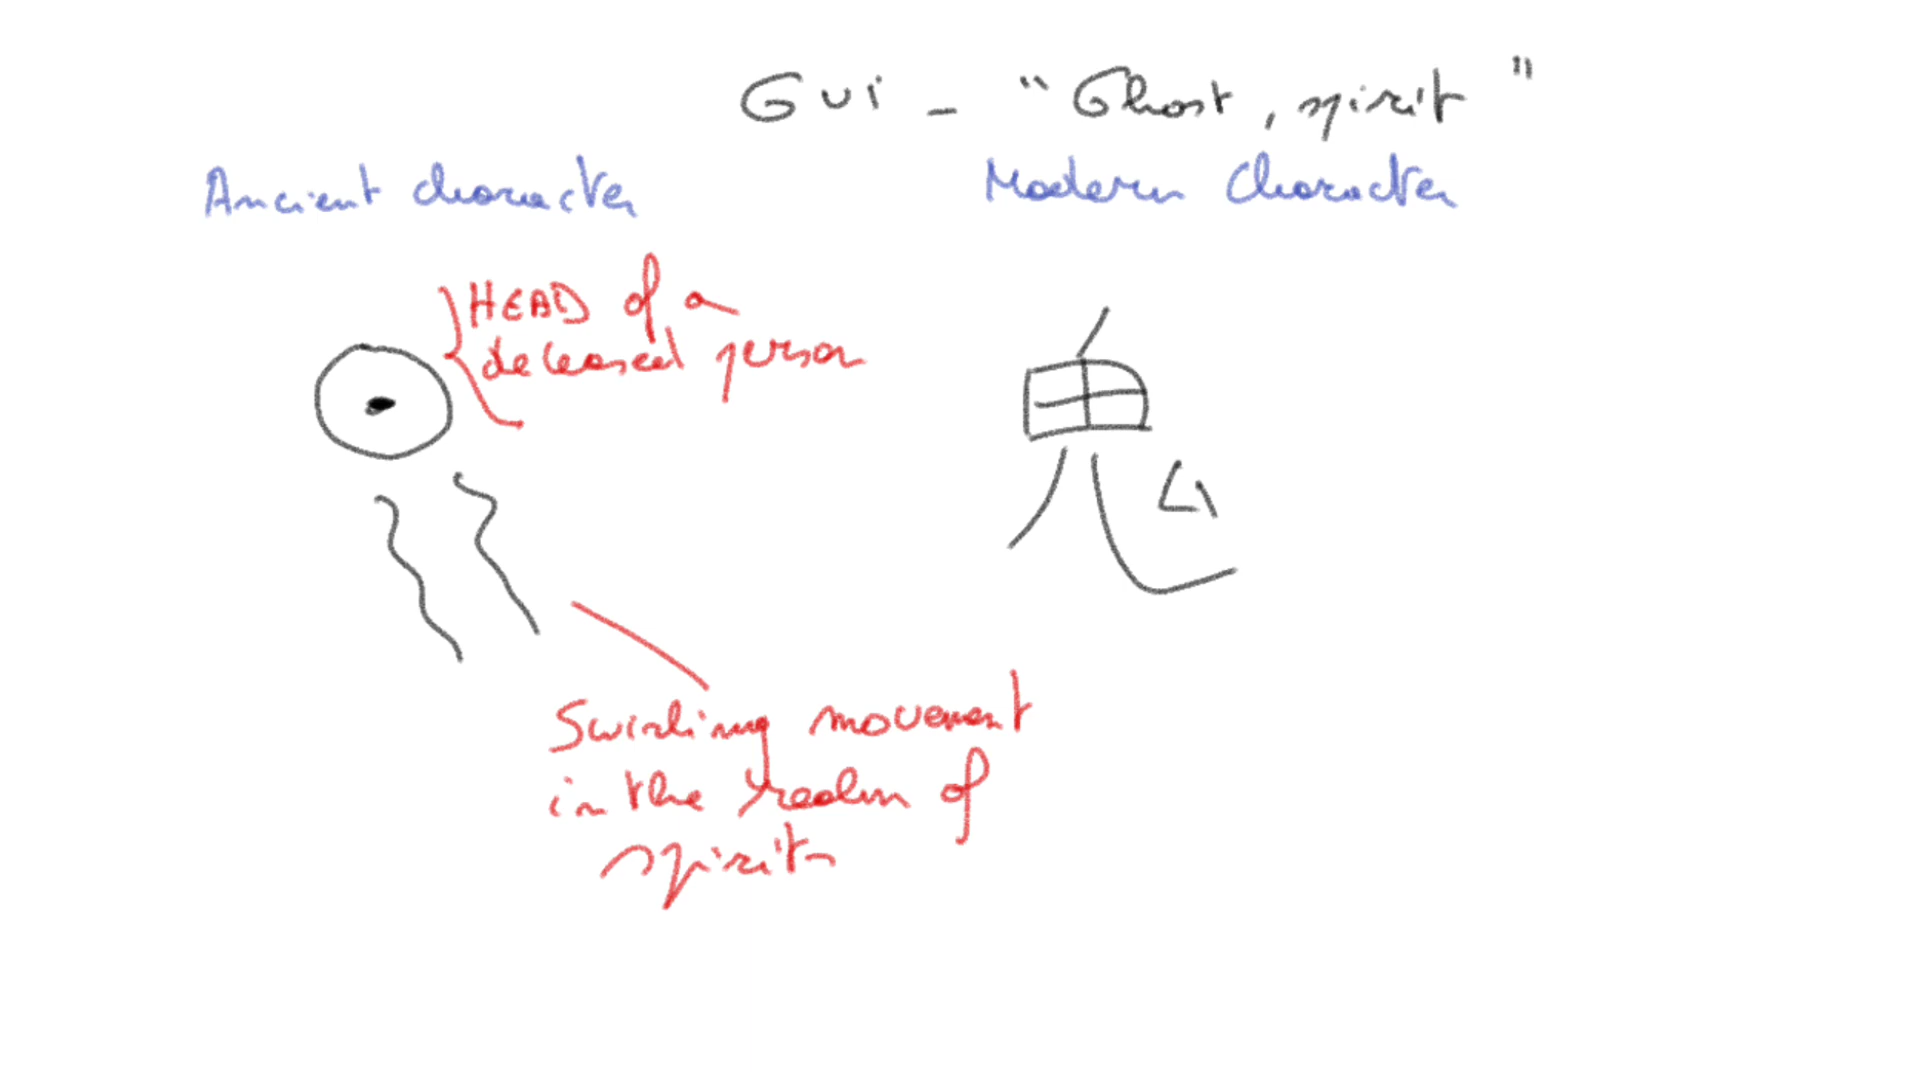 Gui - "Ghost, spirit"
Ancient character
Modern Character
HEAD of a
deceased person
鬼
Swirling movement
in the realm of
spirits